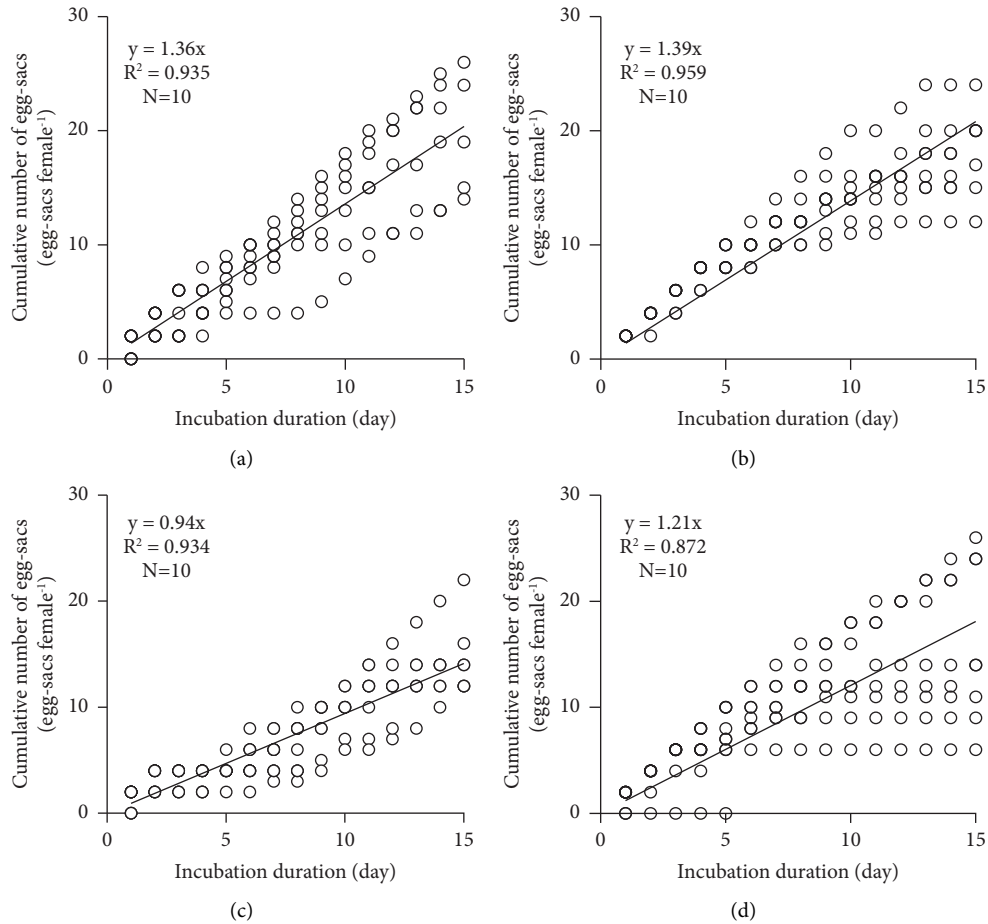 30
20
10
0
Cumulative number of egg-sacs
(egg-sacs female⁻¹)
y = 1.36x
R² = 0.935
N=10
0 5 10 15
Incubation duration (day)
(a)
30
20
10
0
Cumulative number of egg-sacs
(egg-sacs female⁻¹)
y = 1.39x
R² = 0.959
N=10
0 5 10 15
Incubation duration (day)
(b)
30
20
10
0
Cumulative number of egg-sacs
(egg-sacs female⁻¹)
y = 0.94x
R² = 0.934
N=10
0 5 10 15
Incubation duration (day)
(c)
30
20
10
0
Cumulative number of egg-sacs
(egg-sacs female⁻¹)
y = 1.21x
R² = 0.872
N=10
0 5 10 15
Incubation duration (day)
(d)